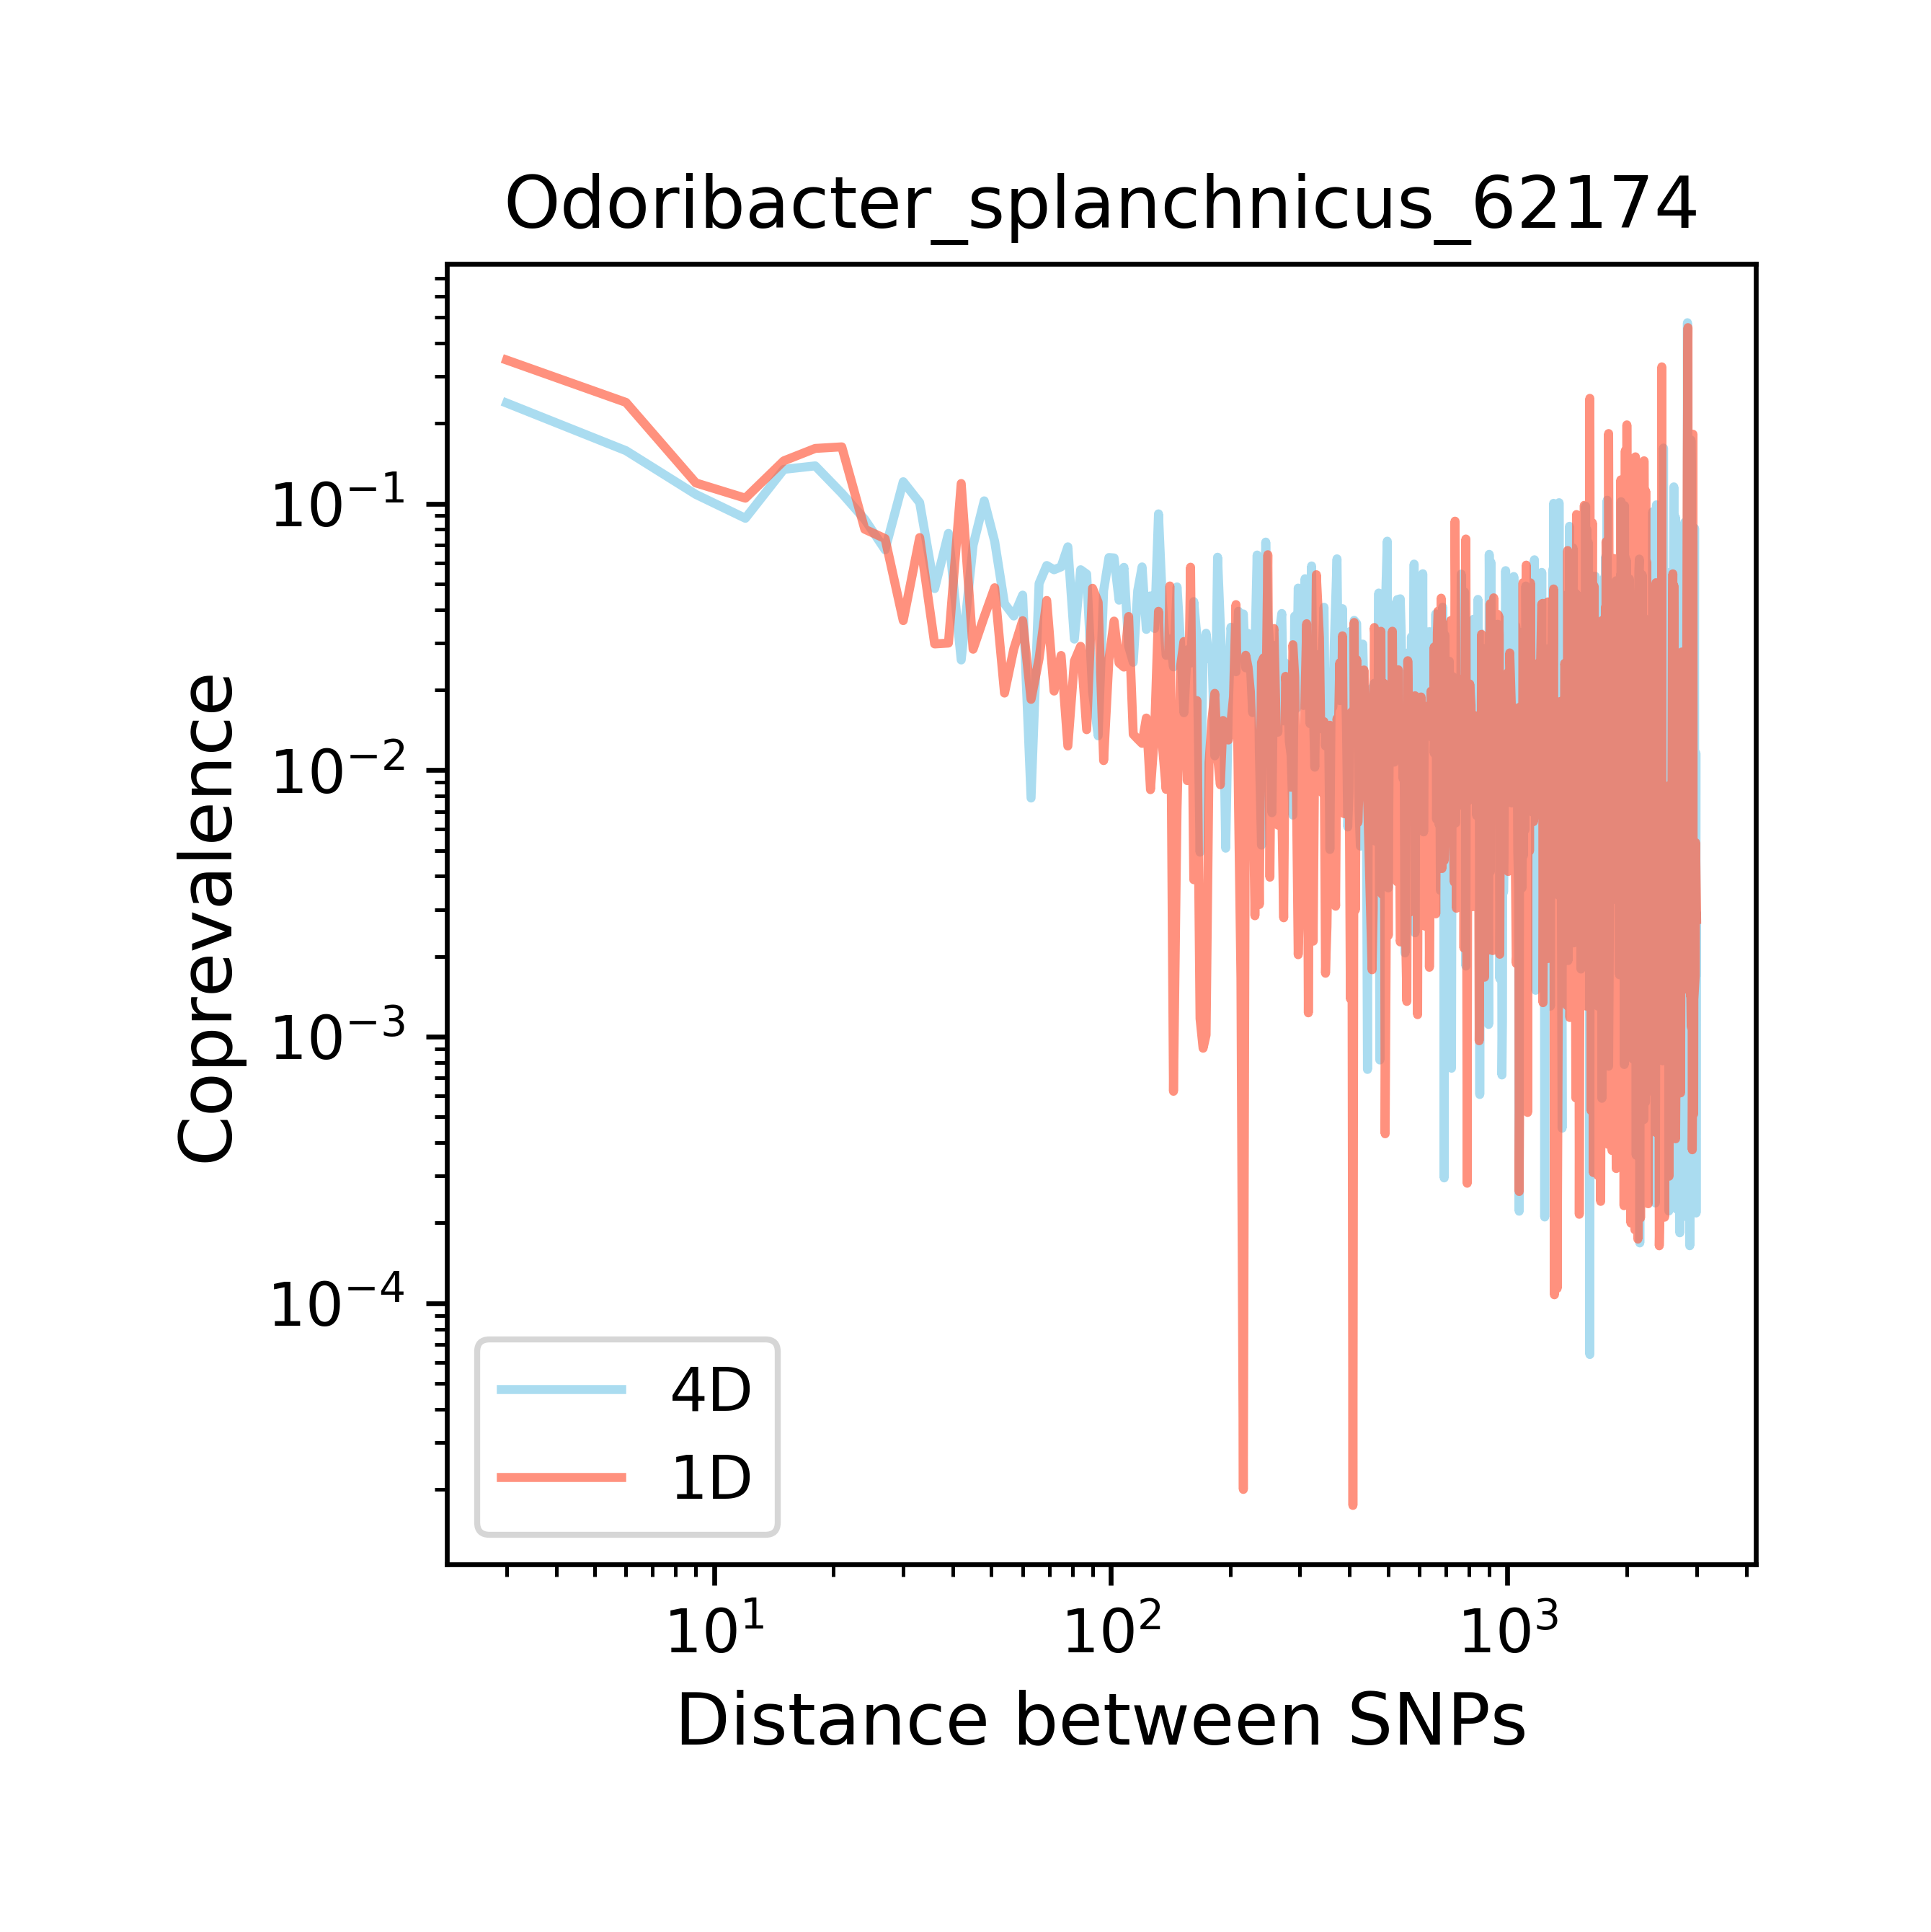 Odoribacter_splanchnicus_62174
Coprevalence
10⁻¹
10⁻²
10⁻³
10⁻⁴
4D
1D
10¹ 10² 10³
Distance between SNPs